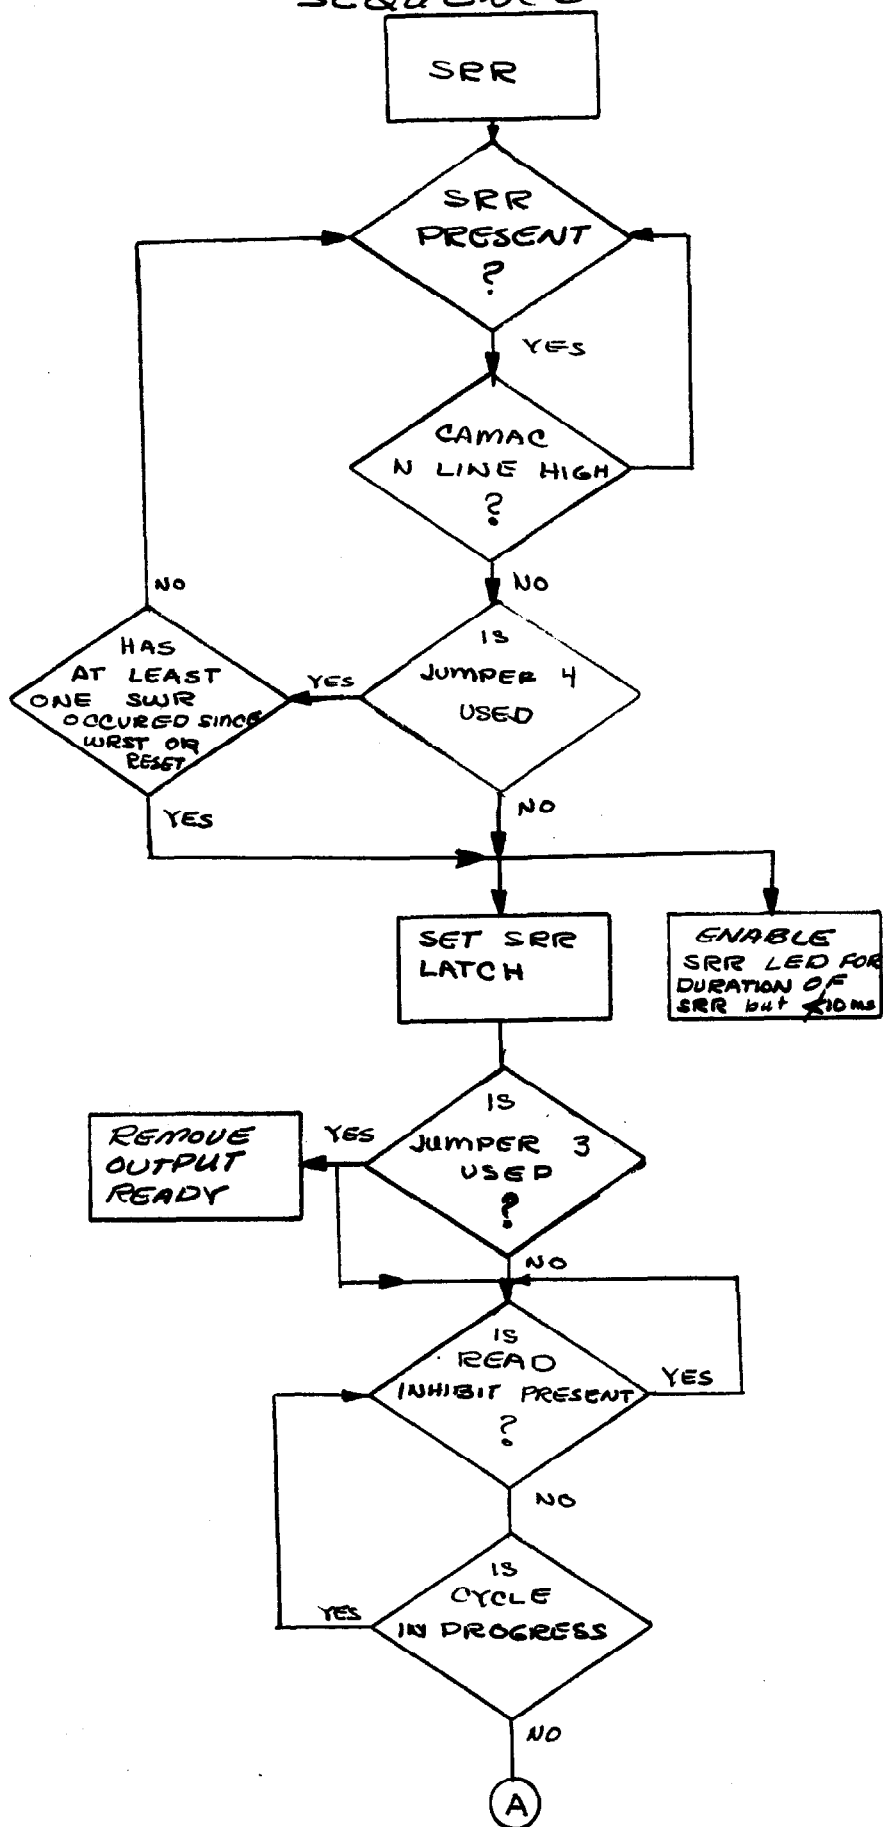 SEQUENCE
SRR
SRR
PRESENT
?
YES
CAMAC
N LINE HIGH
?
NO
NO
IS
JUMPER 4
USED
YES
HAS
AT LEAST
ONE SWR
OCCURED SINCE
WRST OR
RESET
YES
NO
SET SRR
LATCH
ENABLE
SRR LED FOR
DURATION OF
SRR but ≮10ms
IS
JUMPER 3
USED
?
YES
REMOVE
OUTPUT
READY
NO
IS
READ
INHIBIT PRESENT
?
YES
NO
IS
CYCLE
IN PROGRESS
YES
NO
A